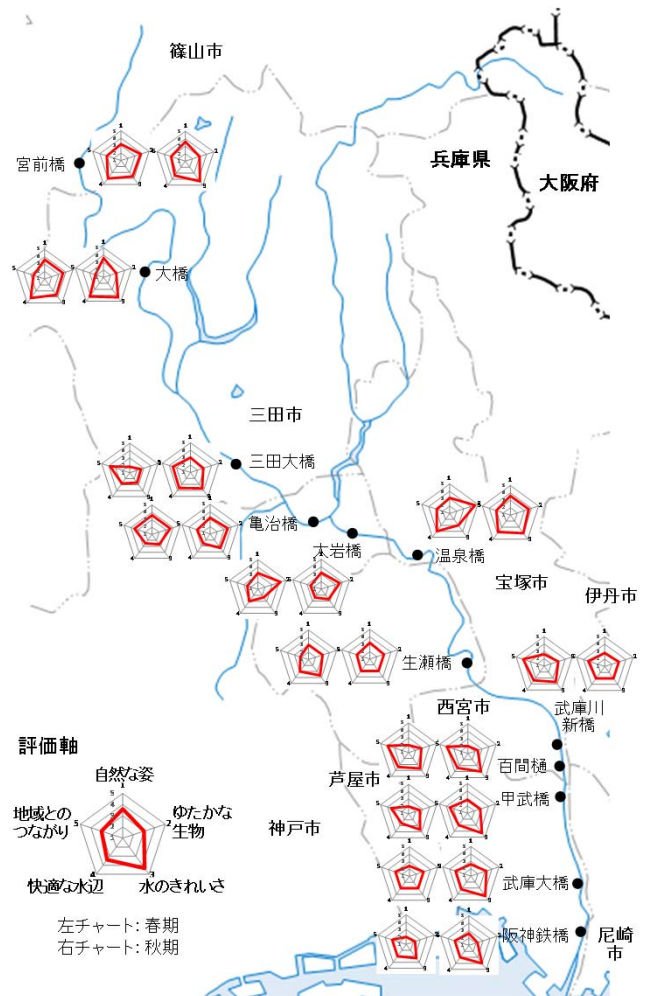 篠山市
宮前橋
兵庫県
大阪府
大橋
三田市
三田大橋
亀治橋
大岩橋
温泉橋
宝塚市
伊丹市
生瀬橋
西宮市
武庫川
新橋
百間樋
甲武橋
芦屋市
神戸市
武庫大橋
阪神鉄橋
尼崎
市
評価軸
自然な姿
地域との
つながり
ゆたかな
生物
快適な水辺
水のきれいさ
左チャート:春期
右チャート:秋期